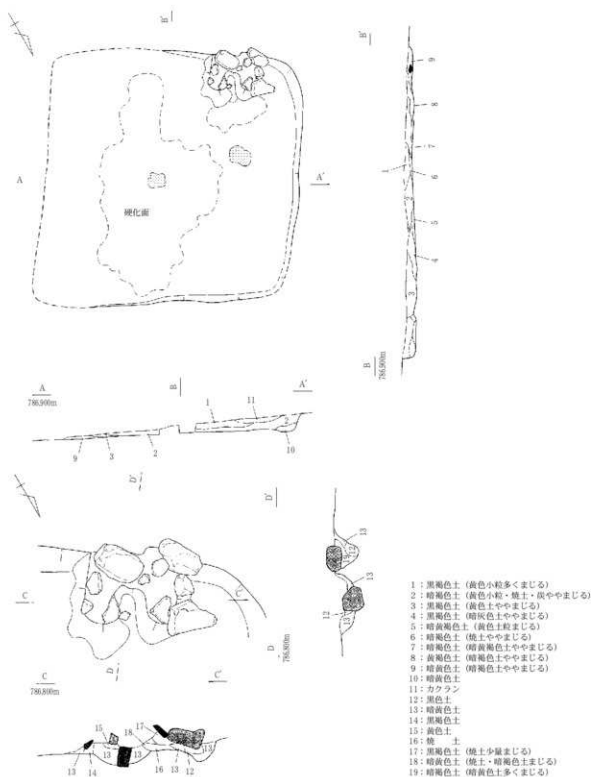 B'
B'
9
8
A
A'
7
6
5
硬化面
4
3
B
786,900m
A
786,900m
B
A'
1
11
9
3
2
10
D'
D'
13
12
13
C
C'
12
13
D
D
786,800m
C
786,800m
C'
17
15
18
13
13
13
13
14
16
12
1：黒褐色土（黄色小粒多くまじる）
2：暗褐色土（黄色小粒・焼土・炭ややまじる）
3：黒褐色土（黄色土ややまじる）
4：黒褐色土（暗灰色土ややまじる）
5：暗黄褐色土（黄色土粒まじる）
6：暗褐色土（焼土ややまじる）
7：暗褐色土（暗黄褐色土ややまじる）
8：黄褐色土（暗褐色土ややまじる）
9：暗黄色土（暗褐色土ややまじる）
10：暗黄色土
11：カクラン
12：黒色土
13：暗黄色土
14：黒褐色土
15：黄色土
16：焼　土
17：黒褐色土（焼土少量まじる）
18：暗黄色土（焼土・暗褐色土まじる）
19：暗褐色土（暗黄色土多くまじる）